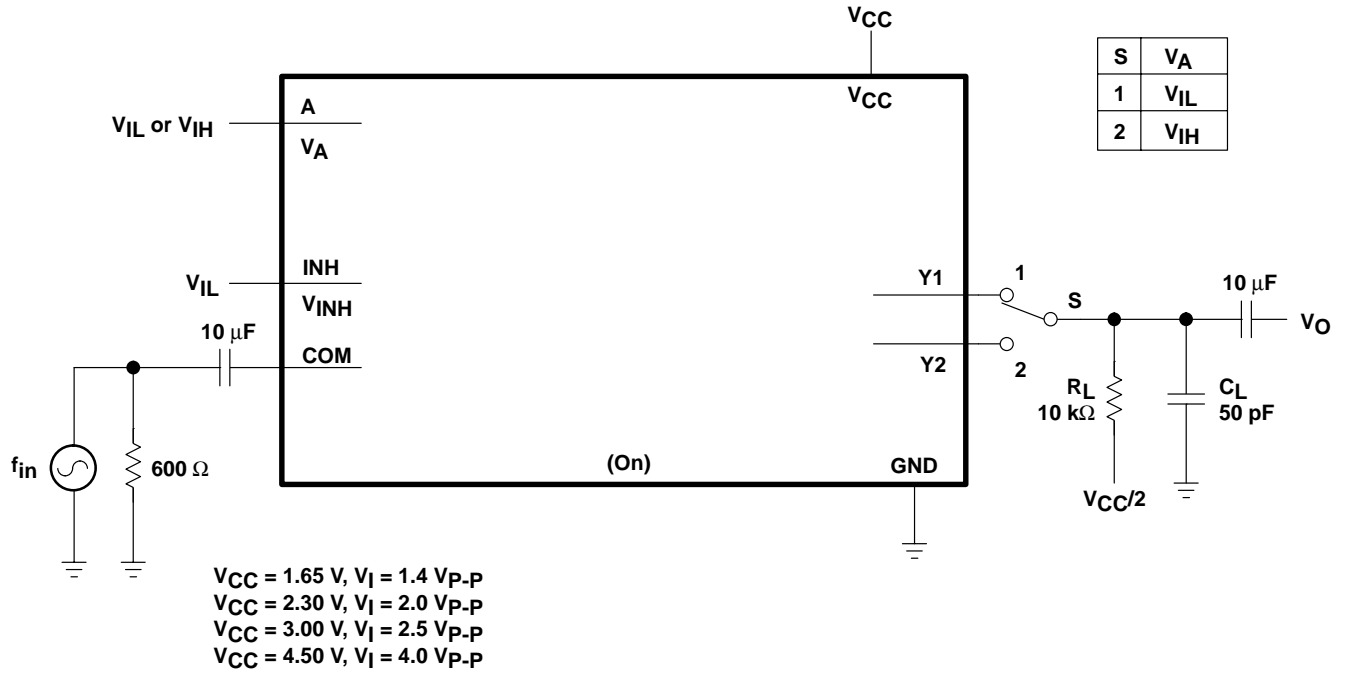 VCC
S VA
1 VIL
2 VIH
VCC
A
VIL or VIH
VA
INH
VIL
VINH
10 μF
COM
Y1
1
S
10 μF
VO
Y2
2
RL
10 kΩ
CL
50 pF
fin
600 Ω
(On)
GND
VCC/2
VCC = 1.65 V, VI = 1.4 VP-P
VCC = 2.30 V, VI = 2.0 VP-P
VCC = 3.00 V, VI = 2.5 VP-P
VCC = 4.50 V, VI = 4.0 VP-P